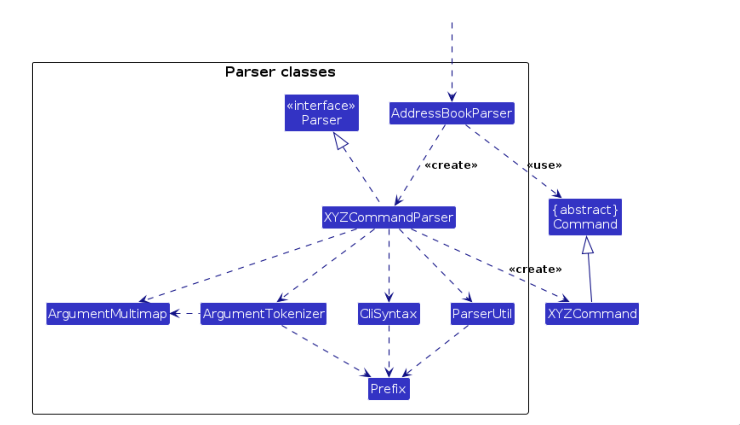 Parser classes
«interface»
Parser
AddressBookParser
«create»
«use»
{abstract}
Command
XYZCommandParser
«create»
ArgumentMultimap
ArgumentTokenizer
CliSyntax
ParserUtil
XYZCommand
Prefix